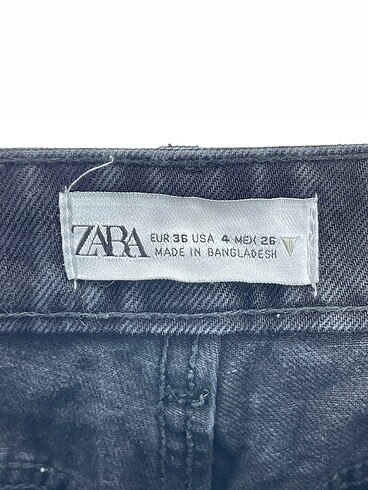 ZARA
EUR 36 USA 4 MEX 26
MADE IN BANGLADESH